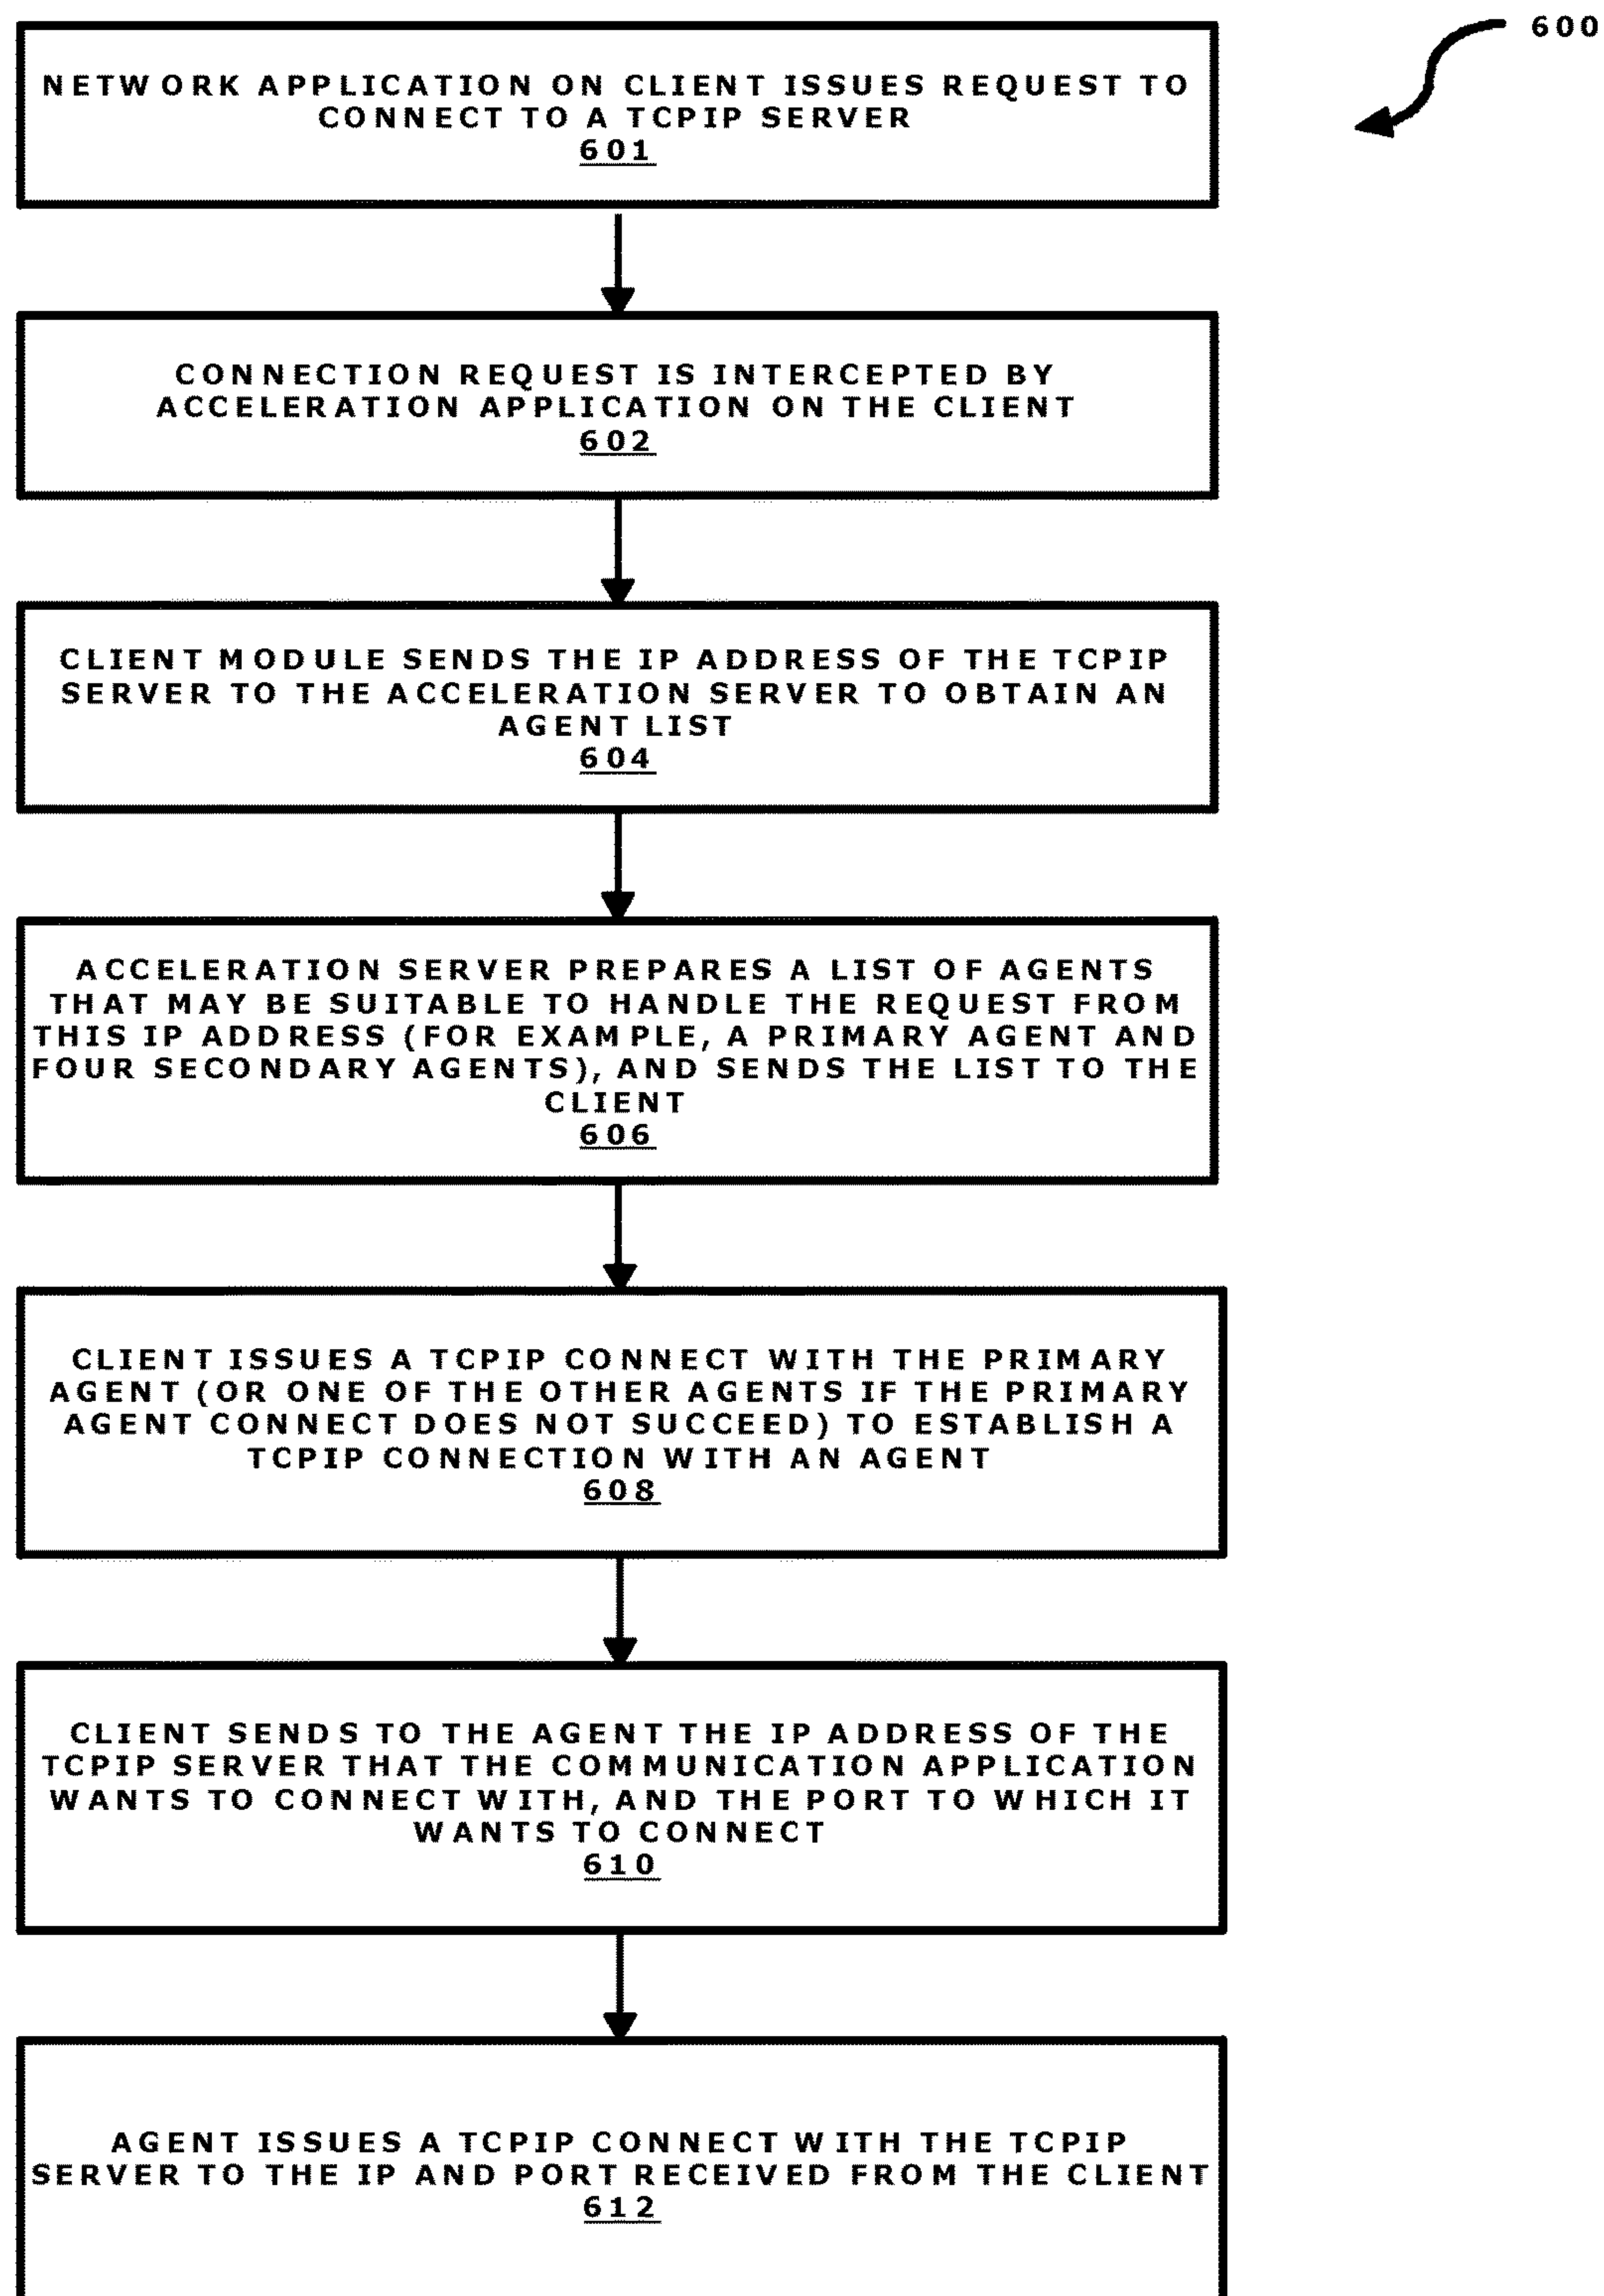 600
NETWORK APPLICATION ON CLIENT ISSUES REQUEST TO
CONNECT TO A TCPIP SERVER
601
CONNECTION REQUEST IS INTERCEPTED BY
ACCELERATION APPLICATION ON THE CLIENT
602
CLIENT MODULE SENDS THE IP ADDRESS OF THE TCPIP
SERVER TO THE ACCELERATION SERVER TO OBTAIN AN
AGENT LIST
604
ACCELERATION SERVER PREPARES A LIST OF AGENTS
THAT MAY BE SUITABLE TO HANDLE THE REQUEST FROM
THIS IP ADDRESS (FOR EXAMPLE, A PRIMARY AGENT AND
FOUR SECONDARY AGENTS), AND SENDS THE LIST TO THE
CLIENT
606
CLIENT ISSUES A TCPIP CONNECT WITH THE PRIMARY
AGENT (OR ONE OF THE OTHER AGENTS IF THE PRIMARY
AGENT CONNECT DOES NOT SUCCEED) TO ESTABLISH A
TCPIP CONNECTION WITH AN AGENT
608
CLIENT SENDS TO THE AGENT THE IP ADDRESS OF THE
TCPIP SERVER THAT THE COMMUNICATION APPLICATION
WANTS TO CONNECT WITH, AND THE PORT TO WHICH IT
WANTS TO CONNECT
610
AGENT ISSUES A TCPIP CONNECT WITH THE TCPIP
SERVER TO THE IP AND PORT RECEIVED FROM THE CLIENT
612